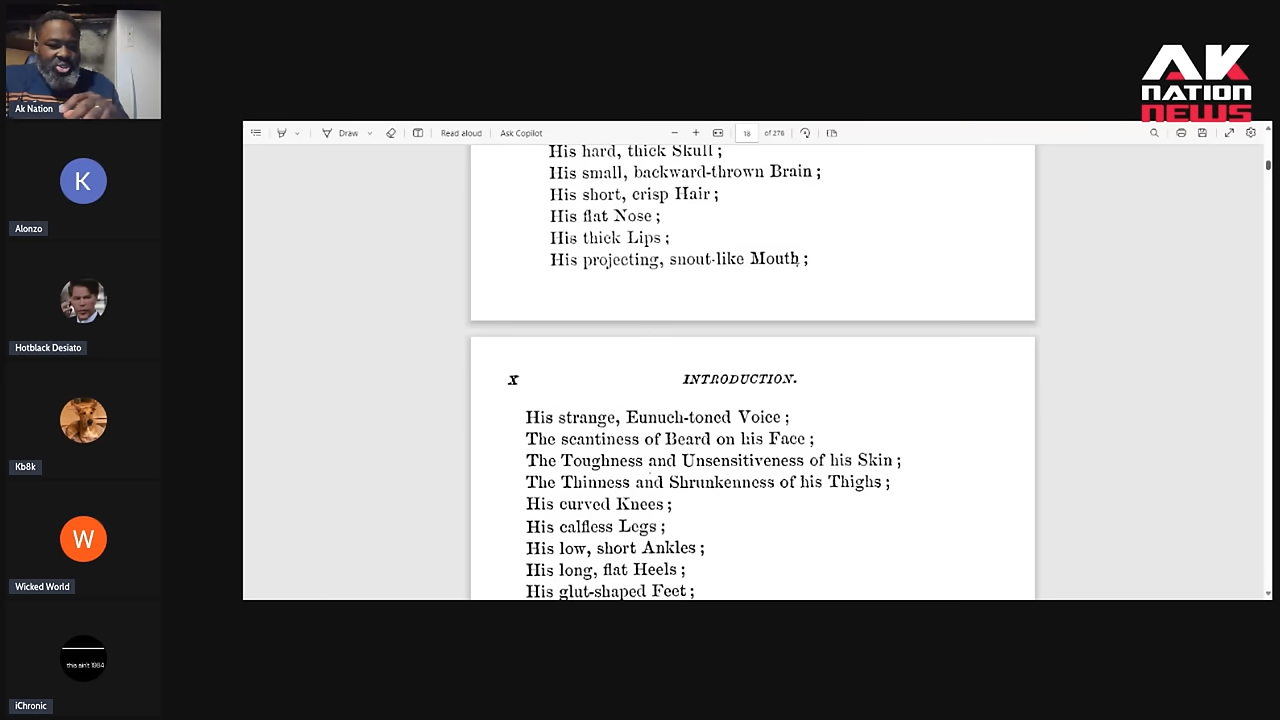 Ak Nation
K
Alonzo
Hotblack Desiato
Kb8k
W
Wicked World
this ain't 1984
iChronic
AK
NATION
NEWS
Draw
Read aloud
Ask Copilot
18
of 278
His hard, thick Skull ;
His small, backward-thrown Brain ;
His short, crisp Hair ;
His flat Nose ;
His thick Lips ;
His projecting, snout-like Mouth ;
X
INTRODUCTION.
His strange, Eunuch-toned Voice ;
The scantiness of Beard on his Face ;
The Toughness and Unsensitiveness of his Skin ;
The Thinness and Shrunkenness of his Thighs ;
His curved Knees ;
His calfless Legs ;
His low, short Ankles ;
His long, flat Heels ;
His glut-shaped Feet ;